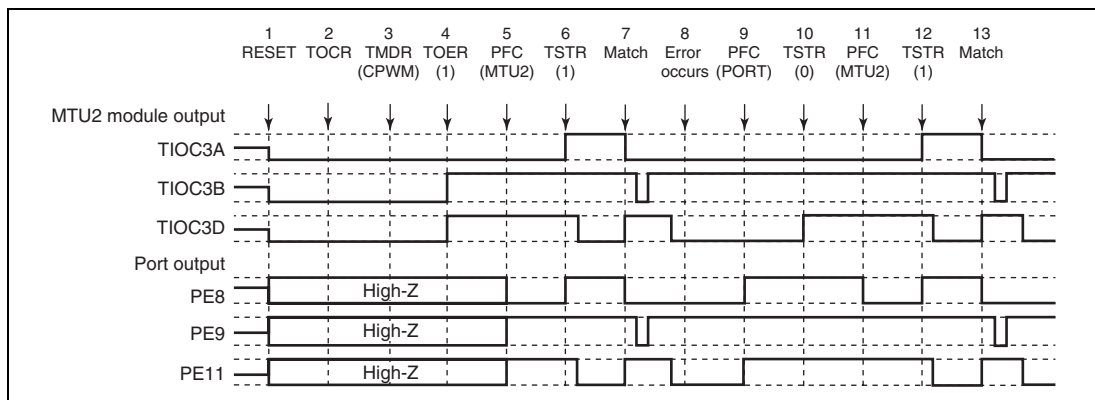 1 2 3 4 5 6 7 8 9 10 11 12 13
RESET TOCR TMDR TOER PFC TSTR Match Error PFC TSTR PFC TSTR Match
(CPWM) (1) (MTU2) (1) occurs (PORT) (0) (MTU2) (1)
MTU2 module output
TIOC3A
TIOC3B
TIOC3D
Port output
PE8 High-Z
PE9 High-Z
PE11 High-Z